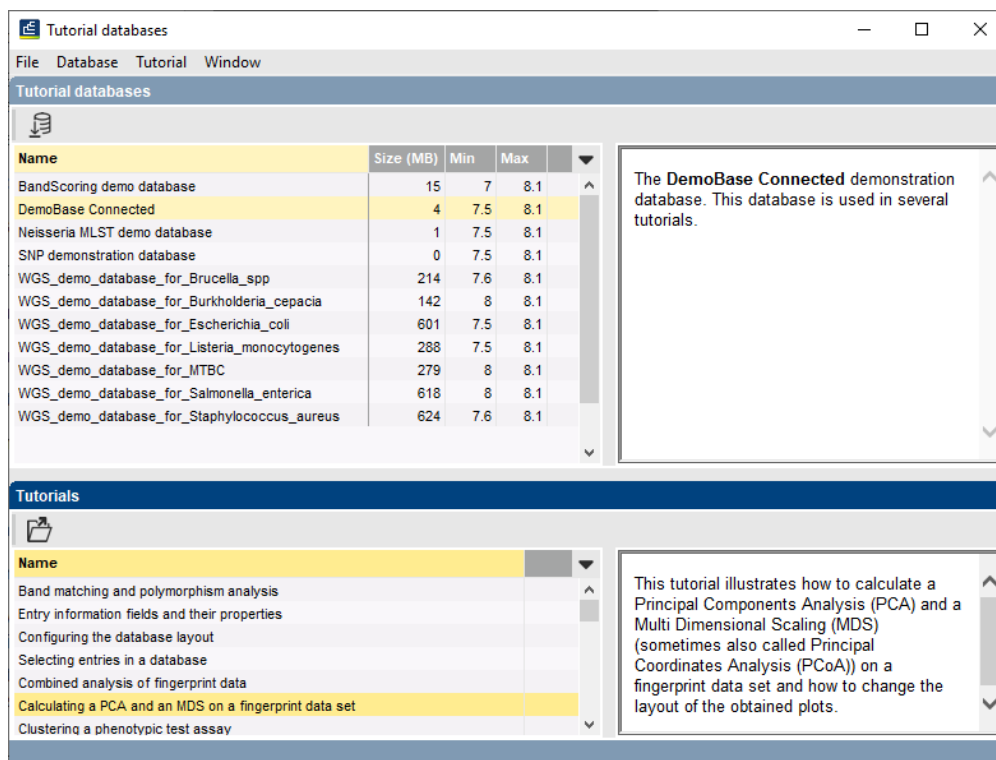 Tutorial databases
File Database Tutorial Window
Tutorial databases
Name Size (MB) Min Max
BandScoring demo database 15 7 8.1
DemoBase Connected 4 7.5 8.1
Neisseria MLST demo database 1 7.5 8.1
SNP demonstration database 0 7.5 8.1
WGS_demo_database_for_Brucella_spp 214 7.6 8.1
WGS_demo_database_for_Burkholderia_cepacia 142 8 8.1
WGS_demo_database_for_Escherichia_coli 601 7.5 8.1
WGS_demo_database_for_Listeria_monocytogenes 288 7.5 8.1
WGS_demo_database_for_MTBC 279 8 8.1
WGS_demo_database_for_Salmonella_enterica 618 8 8.1
WGS_demo_database_for_Staphylococcus_aureus 624 7.6 8.1
The DemoBase Connected demonstration
database. This database is used in several
tutorials.
Tutorials
Name
Band matching and polymorphism analysis
Entry information fields and their properties
Configuring the database layout
Selecting entries in a database
Combined analysis of fingerprint data
Calculating a PCA and an MDS on a fingerprint data set
Clustering a phenotypic test assay
This tutorial illustrates how to calculate a
Principal Components Analysis (PCA) and a
Multi Dimensional Scaling (MDS)
(sometimes also called Principal
Coordinates Analysis (PCoA)) on a
fingerprint data set and how to change the
layout of the obtained plots.